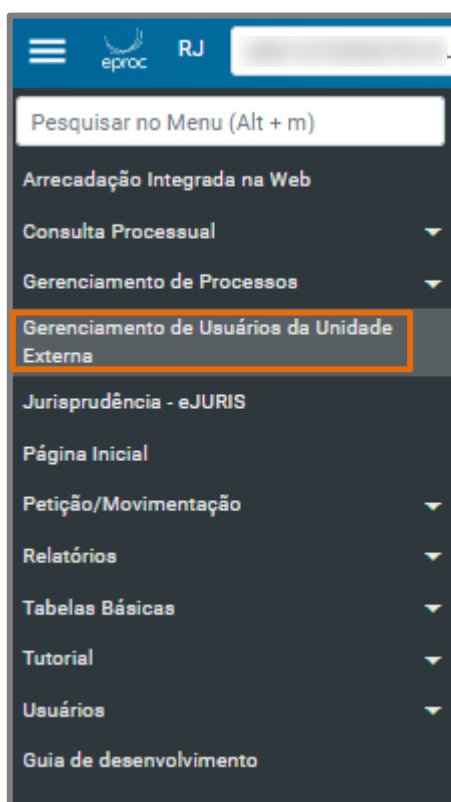 eproc
RJ
Pesquisar no Menu (Alt + m)
Arrecadação Integrada na Web
Consulta Processual
Gerenciamento de Processos
Gerenciamento de Usuários da Unidade
Externa
Jurisprudência - eJURIS
Página Inicial
Petição/Movimentação
Relatórios
Tabelas Básicas
Tutorial
Usuários
Guia de desenvolvimento